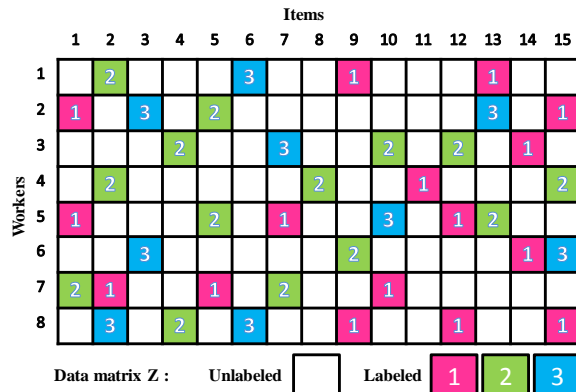 Items
1 2 3 4 5 6 7 8 9 10 11 12 13 14 15
Workers
1 2 3 1 1
2 1 3 2 3 1
3 2 3 2 2 1
4 2 2 1 2
5 1 2 1 3 1 2
6 3 2 1 3
7 2 1 1 2 1
8 3 2 3 1 1 1
Data matrix Z : Unlabeled Labeled 1 2 3